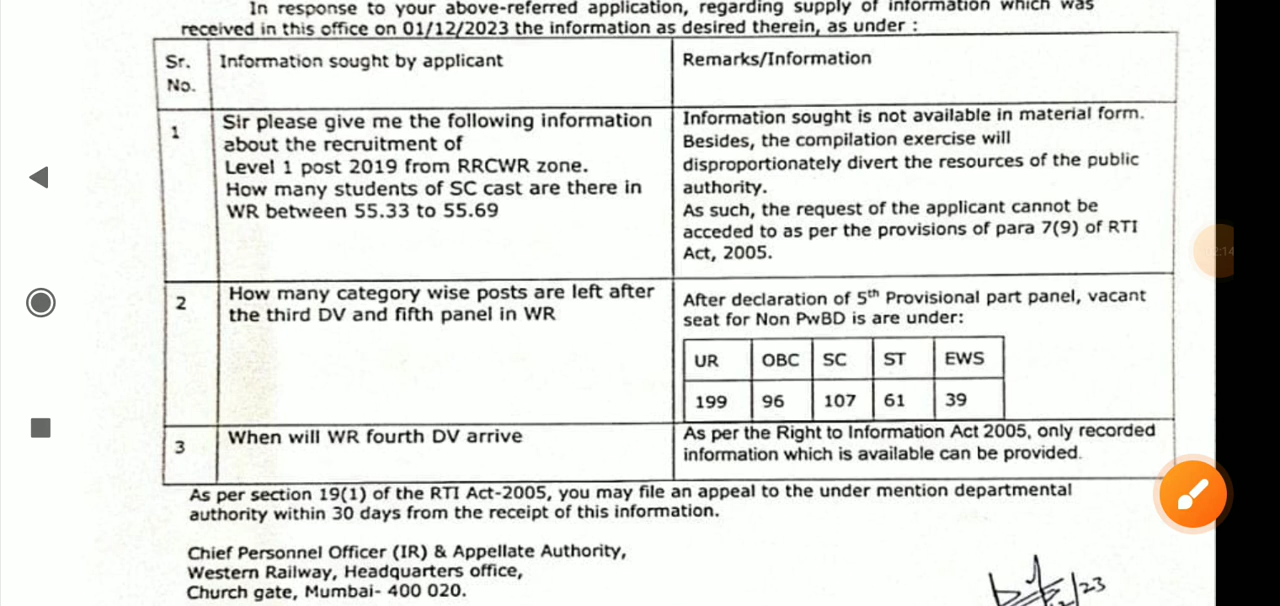 In response to your above-referred application, regarding supply of information which was
received in this office on 01/12/2023 the information as desired therein, as under :
Sr. No.
Information sought by applicant
Remarks/Information
1
Sir please give me the following information
about the recruitment of
Level 1 post 2019 from RRCWR zone.
How many students of SC cast are there in
WR between 55.33 to 55.69
Information sought is not available in material form.
Besides, the compilation exercise will
disproportionately divert the resources of the public
authority.
As such, the request of the applicant cannot be
acceded to as per the provisions of para 7(9) of RTI
Act, 2005.
2
How many category wise posts are left after
the third DV and fifth panel in WR
After declaration of 5th Provisional part panel, vacant
seat for Non PwBD is are under:
UR OBC SC ST EWS
199 96 107 61 39
3
When will WR fourth DV arrive
As per the Right to Information Act 2005, only recorded
information which is available can be provided.
As per section 19(1) of the RTI Act-2005, you may file an appeal to the under mention departmental
authority within 30 days from the receipt of this information.
Chief Personnel Officer (IR) & Appellate Authority,
Western Railway, Headquarters office,
Church gate, Mumbai- 400 020.